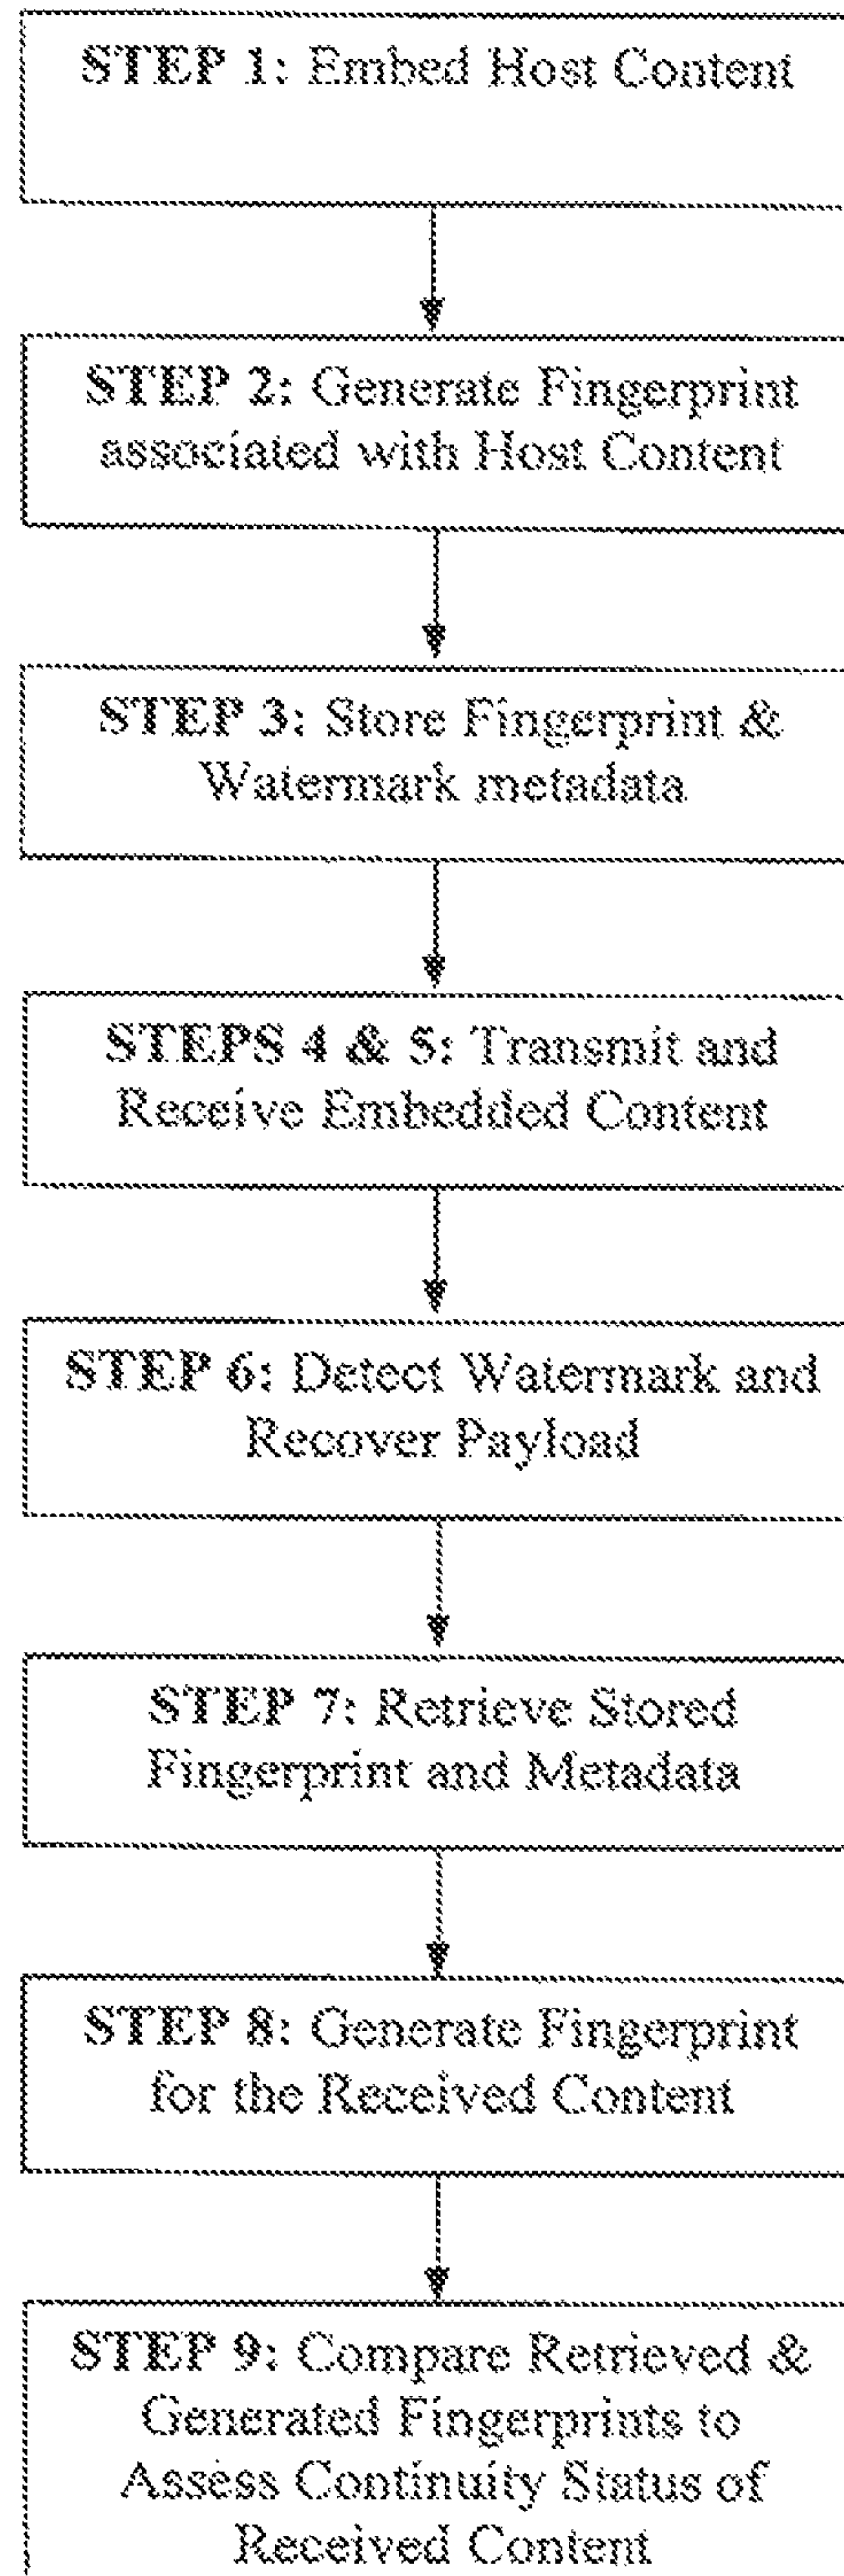 STEP 1: Embed Host Content
STEP 2: Generate Fingerprint
associated with Host Content
STEP 3: Store Fingerprint &
Watermark metadata
STEPS 4 & 5: Transmit and
Receive Embedded Content
STEP 6: Detect Watermark and
Recover Payload
STEP 7: Retrieve Stored
Fingerprint and Metadata
STEP 8: Generate Fingerprint
for the Received Content
STEP 9: Compare Retrieved &
Generated Fingerprints to
Assess Continuity Status of
Received Content